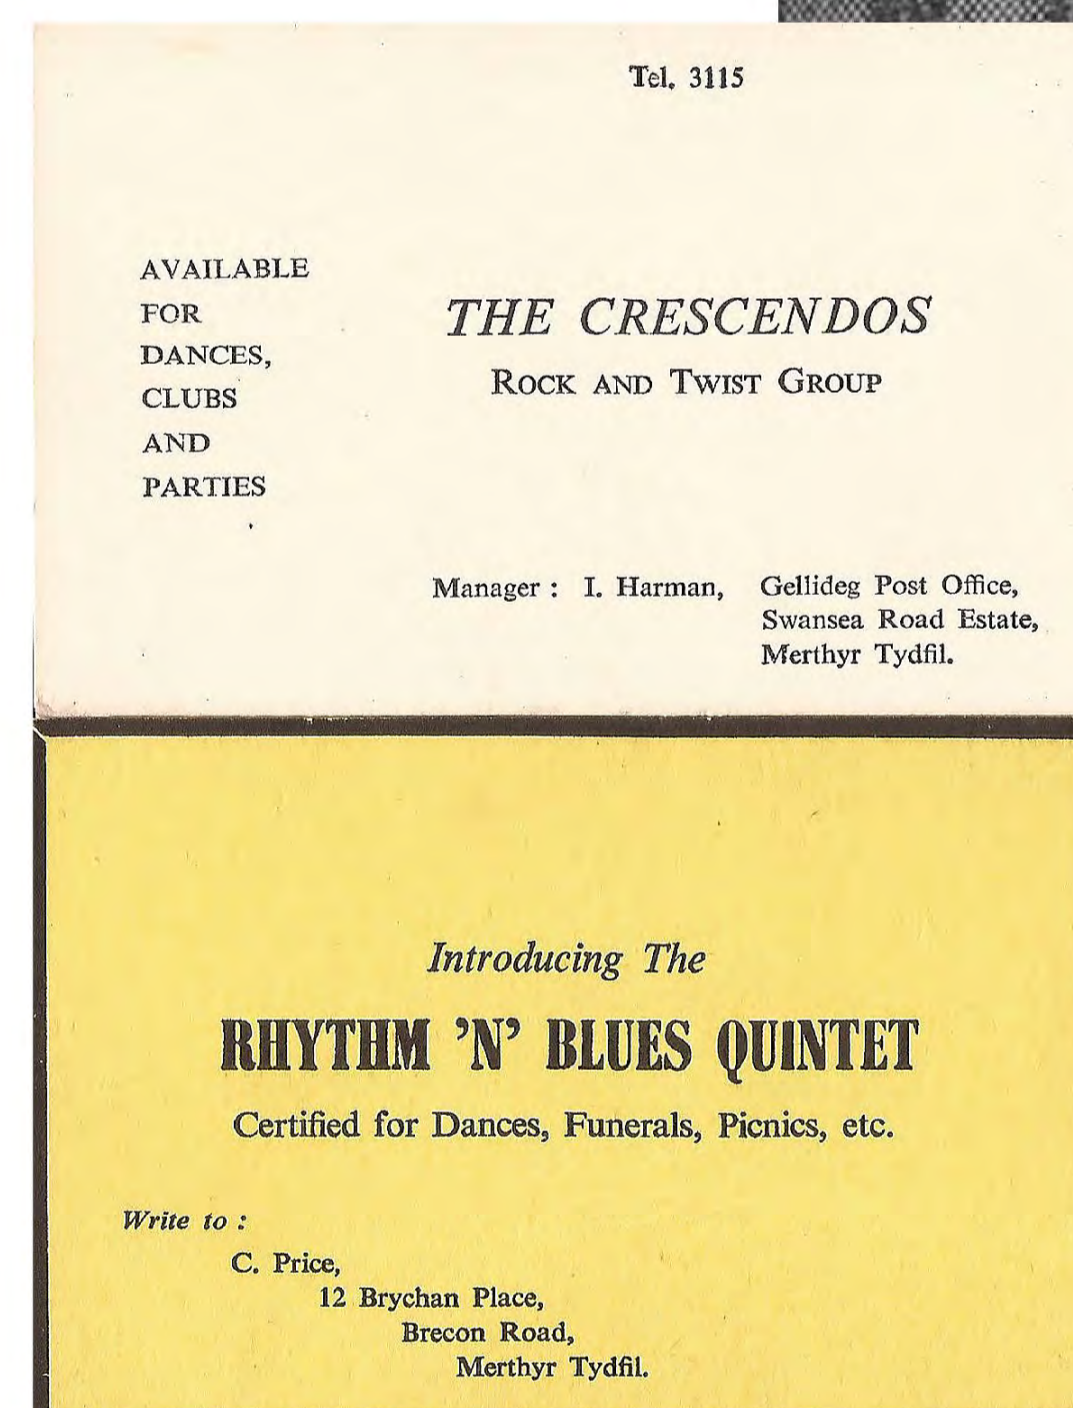 Tel. 3115
AVAILABLE
FOR
DANCES,
CLUBS
AND
PARTIES
THE CRESCENDOS
ROCK AND TWIST GROUP
Manager : I. Harman, Gellideg Post Office,
Swansea Road Estate,
Merthyr Tydfil.
Introducing The
RHYTHM 'N' BLUES QUINTET
Certified for Dances, Funerals, Picnics, etc.
Write to :
C. Price,
12 Brychan Place,
Brecon Road,
Merthyr Tydfil.